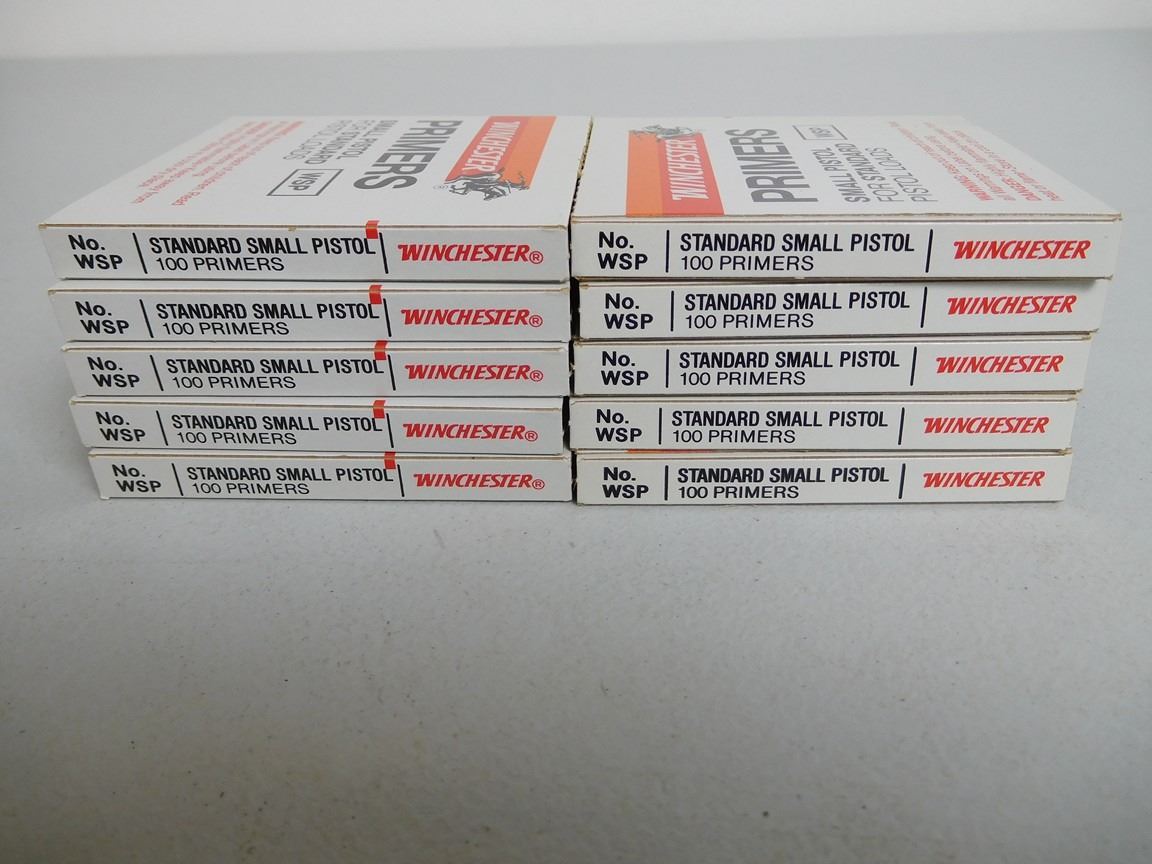 WINCHESTER
®
PRIMERS
SMALL PISTOL
FOR STANDARD
PISTOL LOADS
WSP
WINCHESTER
PRIMERS
SMALL PISTOL
FOR STANDARD
PISTOL LOADS
WSP
No.
WSP
STANDARD SMALL PISTOL
100 PRIMERS
WINCHESTER®
No.
WSP
STANDARD SMALL PISTOL
100 PRIMERS
WINCHESTER®
No.
WSP
STANDARD SMALL PISTOL
100 PRIMERS
WINCHESTER®
No.
WSP
STANDARD SMALL PISTOL
100 PRIMERS
WINCHESTER®
No.
WSP
STANDARD SMALL PISTOL
100 PRIMERS
WINCHESTER®
No.
WSP
STANDARD SMALL PISTOL
100 PRIMERS
WINCHESTER
No.
WSP
STANDARD SMALL PISTOL
100 PRIMERS
WINCHESTER
No.
WSP
STANDARD SMALL PISTOL
100 PRIMERS
WINCHESTER
No.
WSP
STANDARD SMALL PISTOL
100 PRIMERS
WINCHESTER
No.
WSP
STANDARD SMALL PISTOL
100 PRIMERS
WINCHESTER